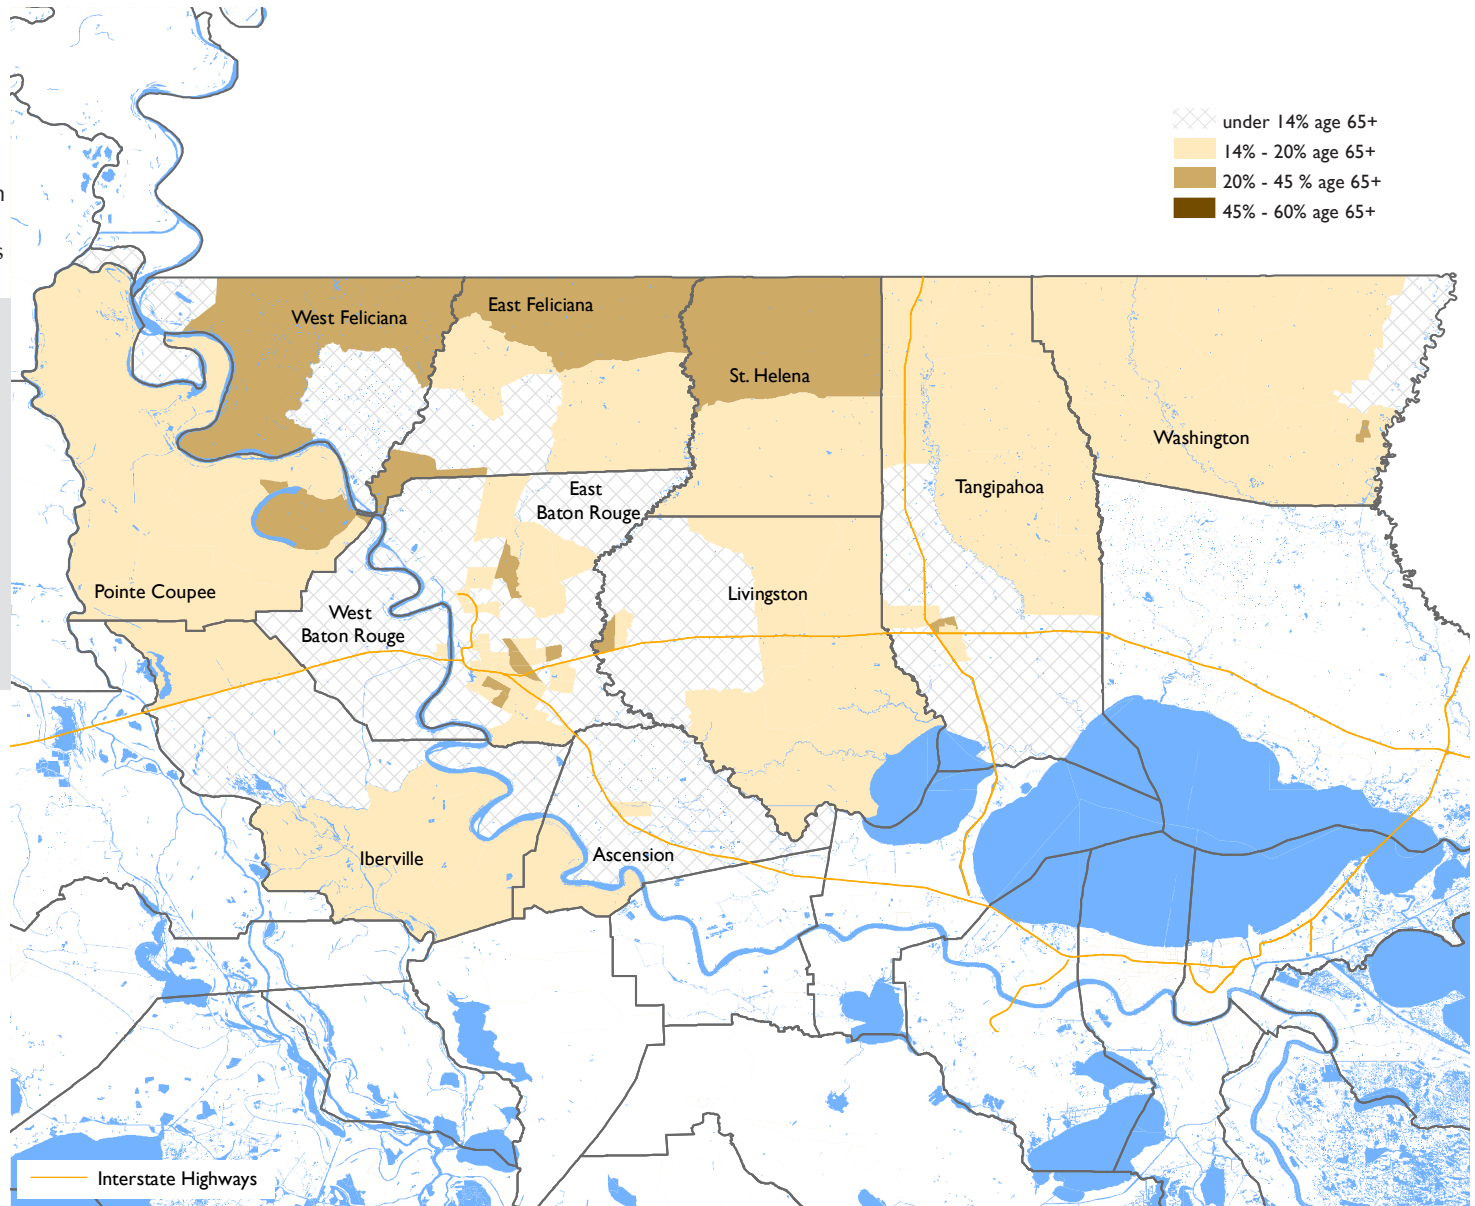 under 14% age 65+
14% - 20% age 65+
20% - 45 % age 65+
45% - 60% age 65+
n
s
West Feliciana
East Feliciana
St. Helena
Washington
Tangipahoa
East
Baton Rouge
Pointe Coupee
Livingston
West
Baton Rouge
Iberville
Ascension
Interstate Highways